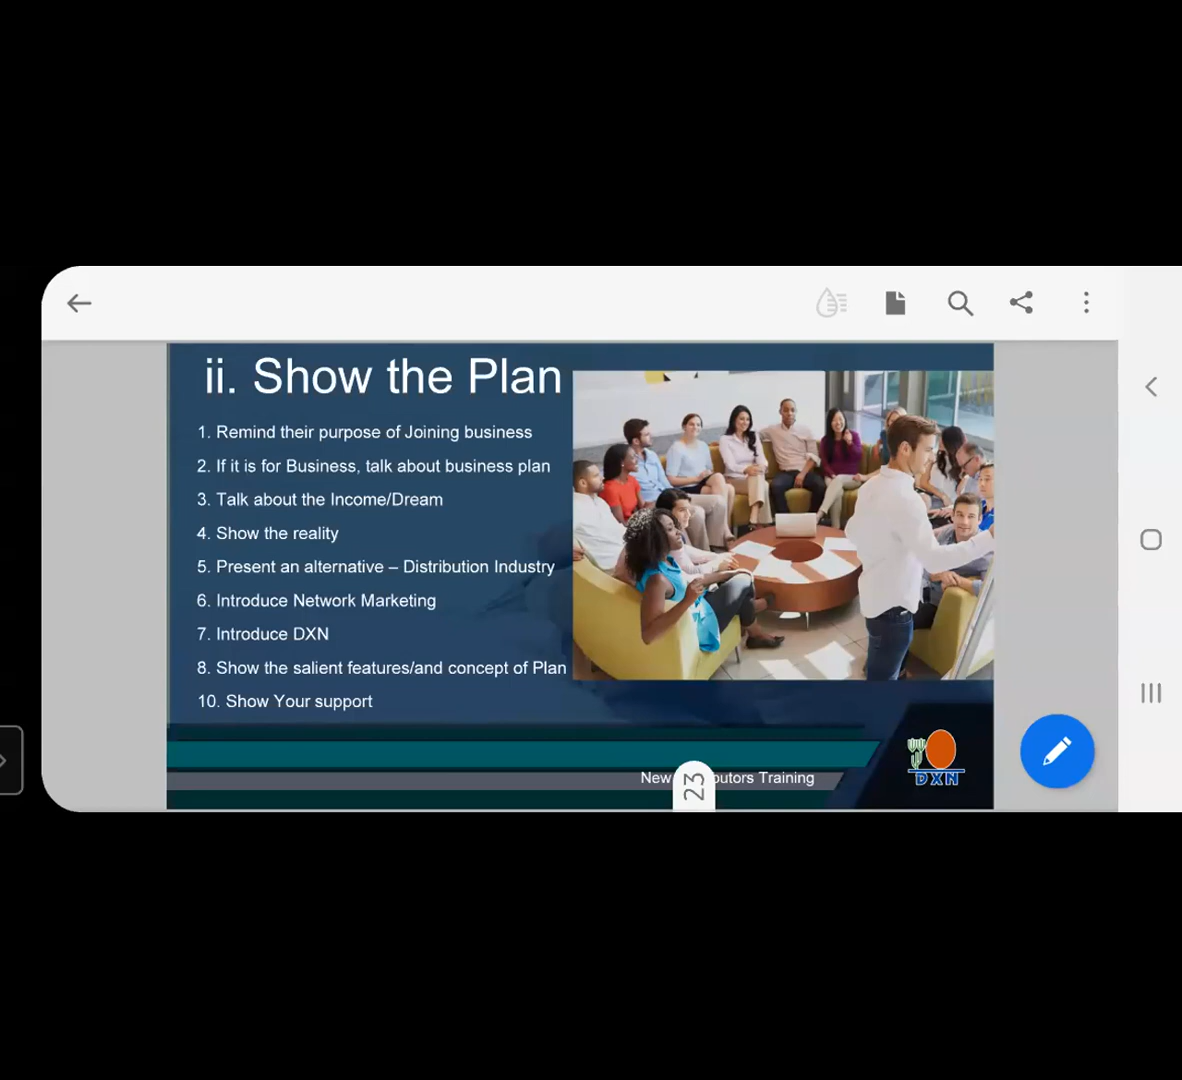 ii. Show the Plan
1. Remind their purpose of Joining business
2. If it is for Business, talk about business plan
3. Talk about the Income/Dream
4. Show the reality
5. Present an alternative – Distribution Industry
6. Introduce Network Marketing
7. Introduce DXN
8. Show the salient features/and concept of Plan
10. Show Your support
New butors Training
23
DXN